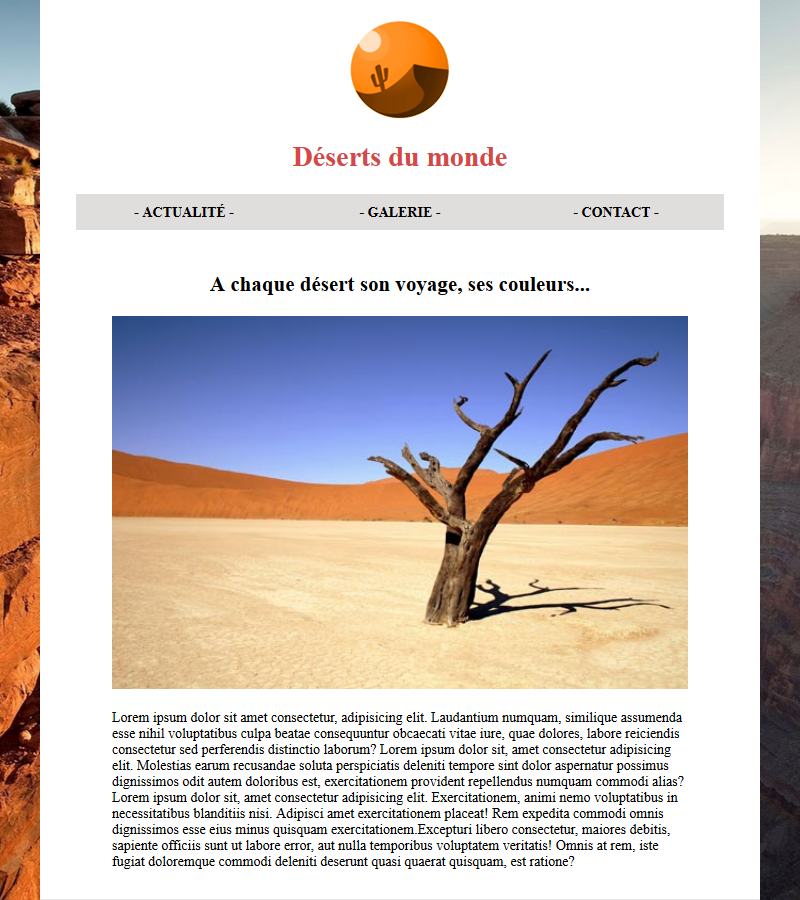 Déserts du monde
- ACTUALITÉ - - GALERIE - - CONTACT -
A chaque désert son voyage, ses couleurs...
Lorem ipsum dolor sit amet consectetur, adipisicing elit. Laudantium numquam, similique assumenda
esse nihil voluptatibus culpa beatae consequuntur obcaecati vitae iure, quae dolores, labore reiciendis
consectetur sed perferendis distinctio laborum? Lorem ipsum dolor sit, amet consectetur adipisicing
elit. Molestias earum recusandae soluta perspiciatis deleniti tempore sint dolor aspernatur possimus
dignissimos odit autem doloribus est, exercitationem provident repellendus numquam commodi alias?
Lorem ipsum dolor sit, amet consectetur adipisicing elit. Exercitationem, animi nemo voluptatibus in
necessitatibus blanditiis nisi. Adipisci amet exercitationem placeat! Rem expedita commodi omnis
dignissimos esse eius minus quisquam exercitationem.Excepturi libero consectetur, maiores debitis,
sapiente officiis sunt ut labore error, aut nulla temporibus voluptatem veritatis! Omnis at rem, iste
fugiat doloremque commodi deleniti deserunt quasi quaerat quisquam, est ratione?